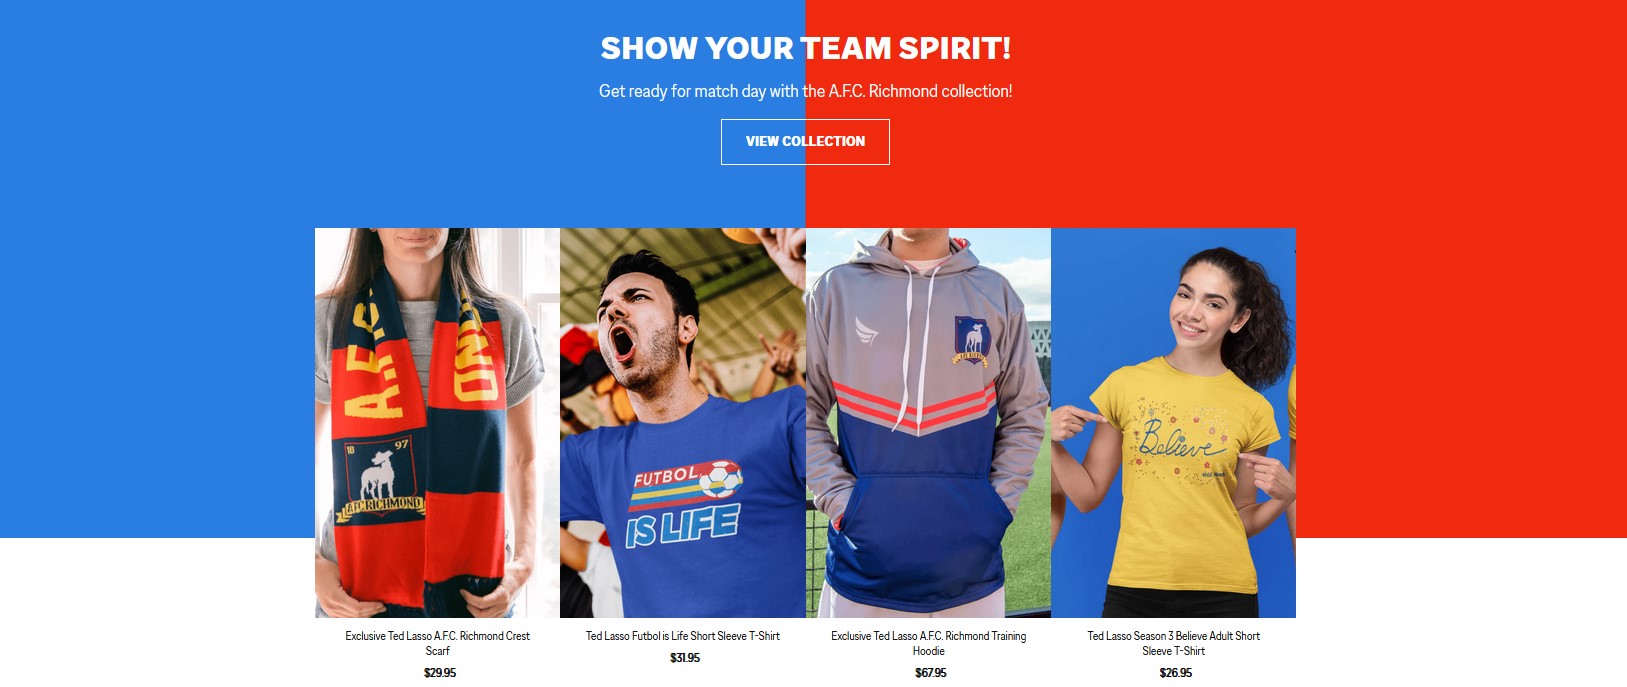 SHOW YOUR TEAM SPIRIT!
Get ready for match day with the A.F.C. Richmond collection!
VIEW COLLECTION
A.F.C.
OND
18 97
A.F.C. RICHMOND
FUTBOL
IS LIFE
Believe
Exclusive Ted Lasso A.F.C. Richmond Crest
Scarf
$29.95
Ted Lasso Futbol is Life Short Sleeve T-Shirt
$31.95
Exclusive Ted Lasso A.F.C. Richmond Training
Hoodie
$67.95
Ted Lasso Season 3 Believe Adult Short
Sleeve T-Shirt
$26.95